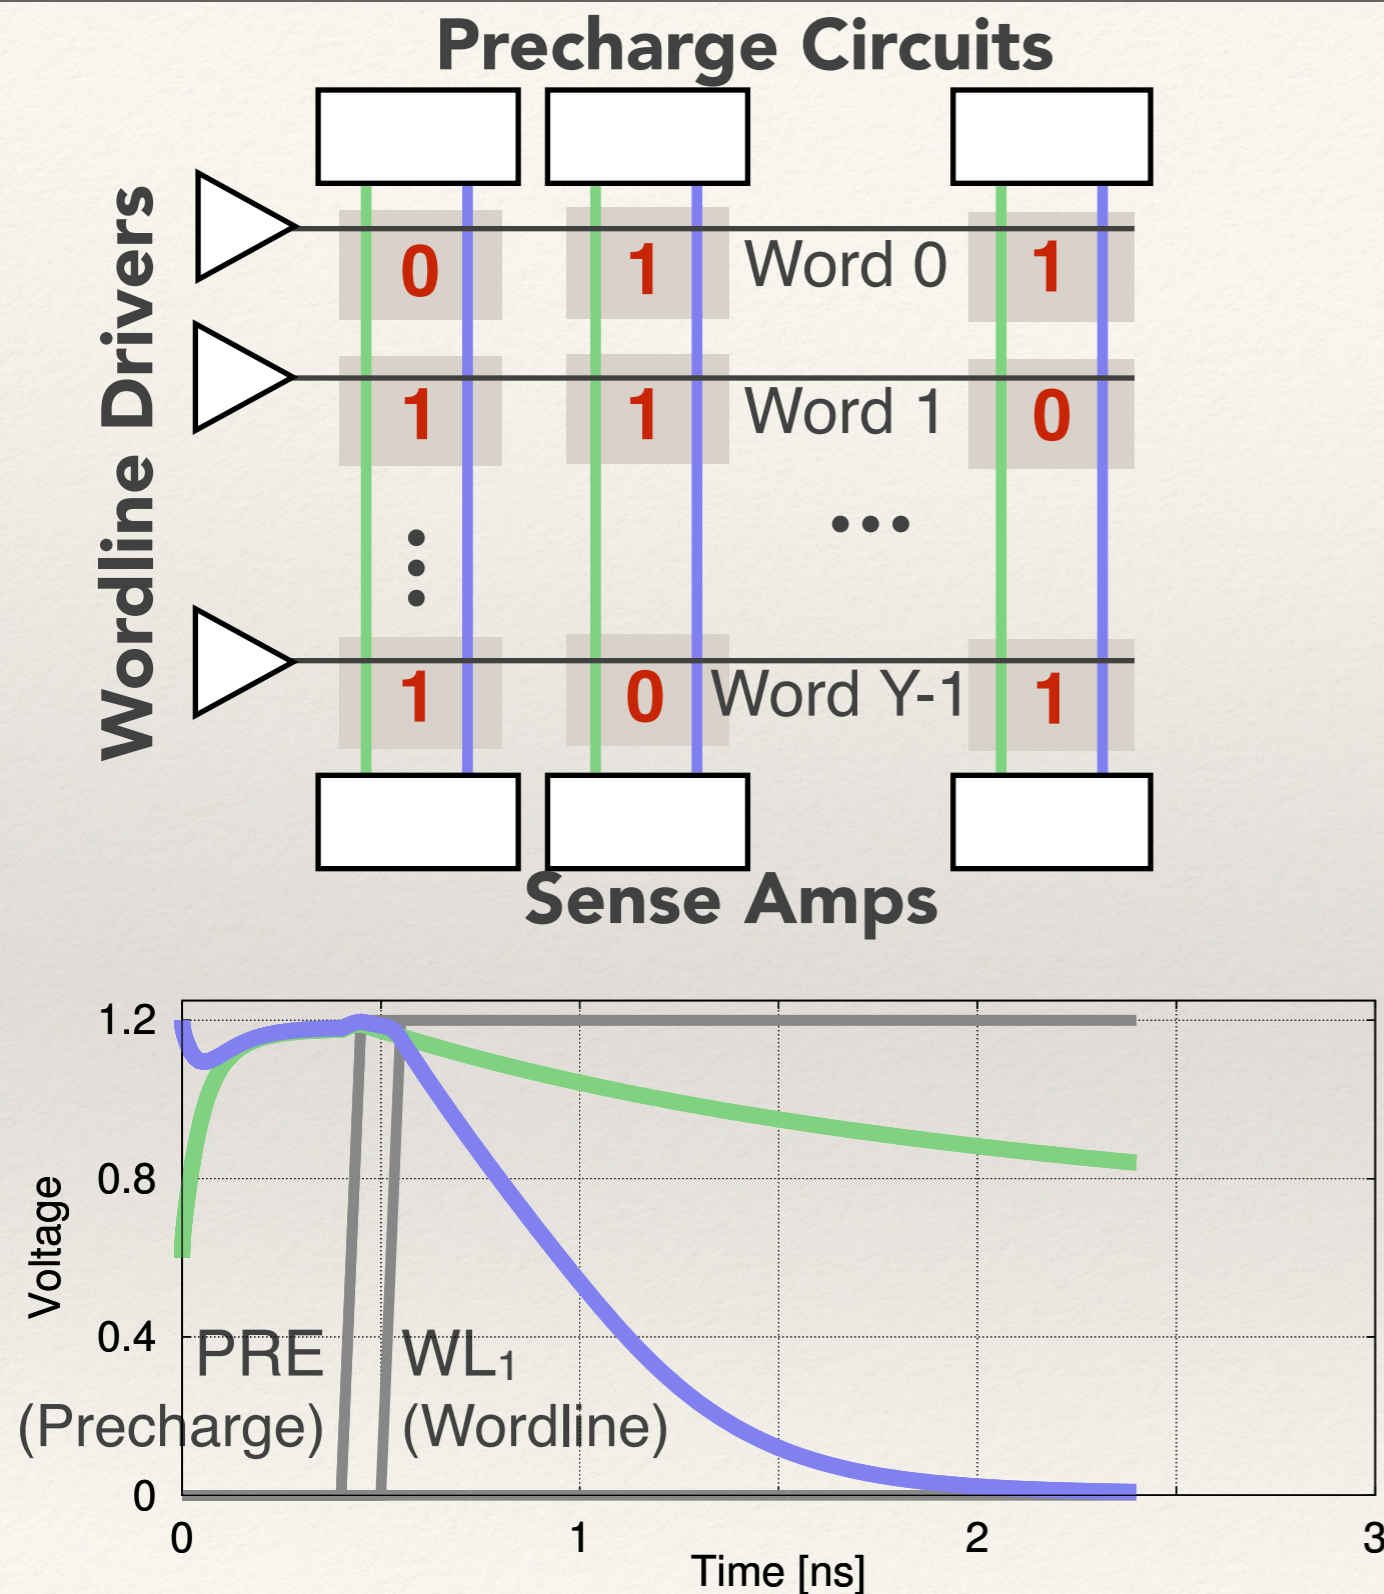 Precharge Circuits
Wordline Drivers
0 1 Word 0 1
1 1 Word 1 0
•••
1 0 Word Y-1 1
Sense Amps
1.2
0.8
0.4
0
Voltage
PRE
(Precharge)
WL₁
(Wordline)
0 1 2 3
Time [ns]